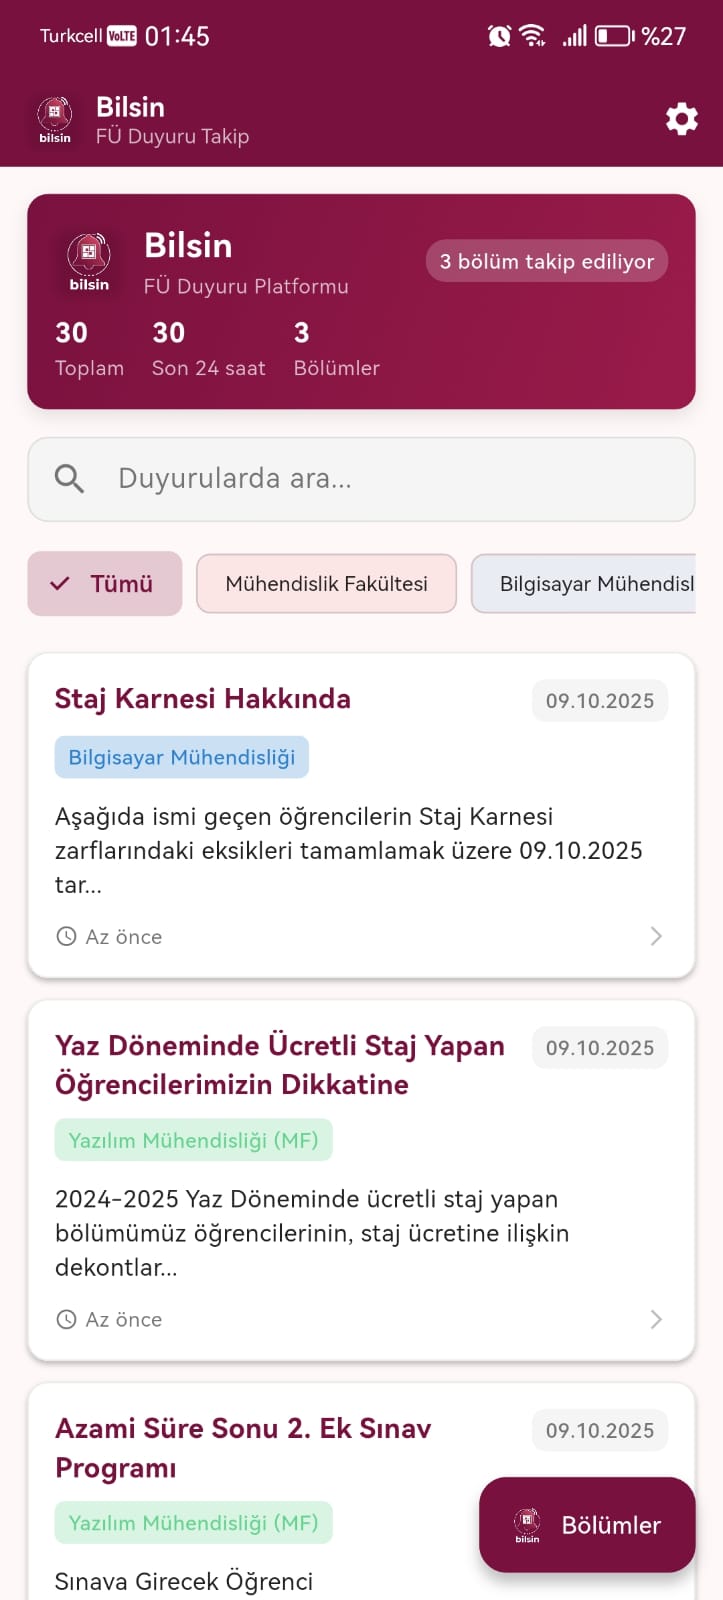 Turkcell VoLTE 01:45 %27
bilsin
Bilsin
FÜ Duyuru Takip
bilsin
Bilsin
FÜ Duyuru Platformu
3 bölüm takip ediliyor
30 30 3
Toplam Son 24 saat Bölümler
Duyurularda ara...
Tümü Mühendislik Fakültesi Bilgisayar Mühendisl
Staj Karnesi Hakkında 09.10.2025
Bilgisayar Mühendisliği
Aşağıda ismi geçen öğrencilerin Staj Karnesi
zarflarındaki eksikleri tamamlamak üzere 09.10.2025
tar...
Az önce
Yaz Döneminde Ücretli Staj Yapan 09.10.2025
Öğrencilerimizin Dikkatine
Yazılım Mühendisliği (MF)
2024-2025 Yaz Döneminde ücretli staj yapan
bölümümüz öğrencilerinin, staj ücretine ilişkin
dekontlar...
Az önce
Azami Süre Sonu 2. Ek Sınav 09.10.2025
Programı
Yazılım Mühendisliği (MF)
bilsin Bölümler
Sınava Girecek Öğrenci